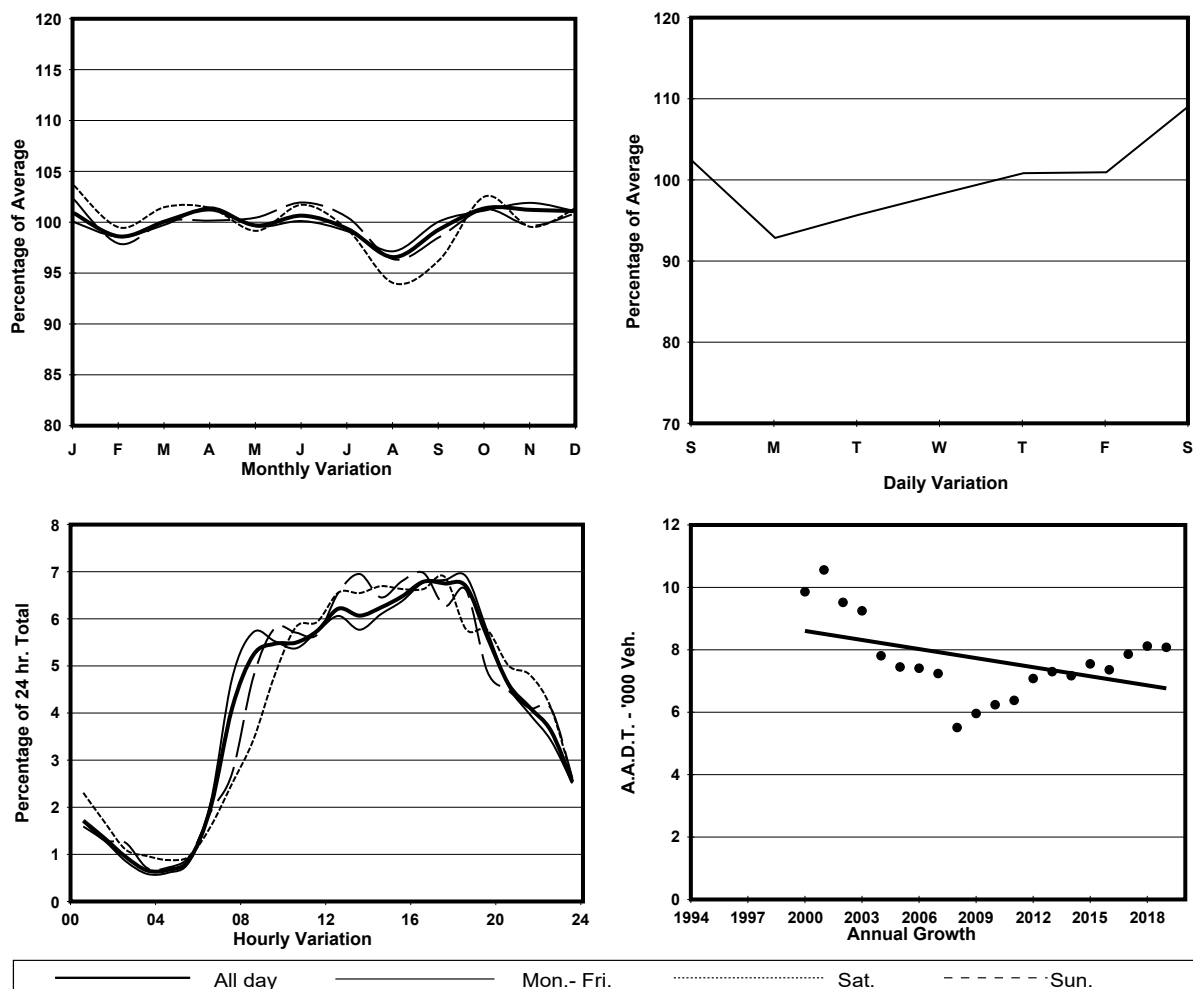 120
115
110
105
100
95
90
85
80
Percentage of Average
J F M A M J J A S O N D
Monthly Variation
120
110
100
90
80
70
Percentage of Average
S M T W T F S
Daily Variation
8
7
6
5
4
3
2
1
0
Percentage of 24 hr. Total
00 04 08 12 16 20 24
Hourly Variation
12
10
8
6
4
2
0
A.A.D.T. - '000 Veh.
1994 1997 2000 2003 2006 2009 2012 2015 2018
Annual Growth
All day Mon.- Fri. Sat. Sun.